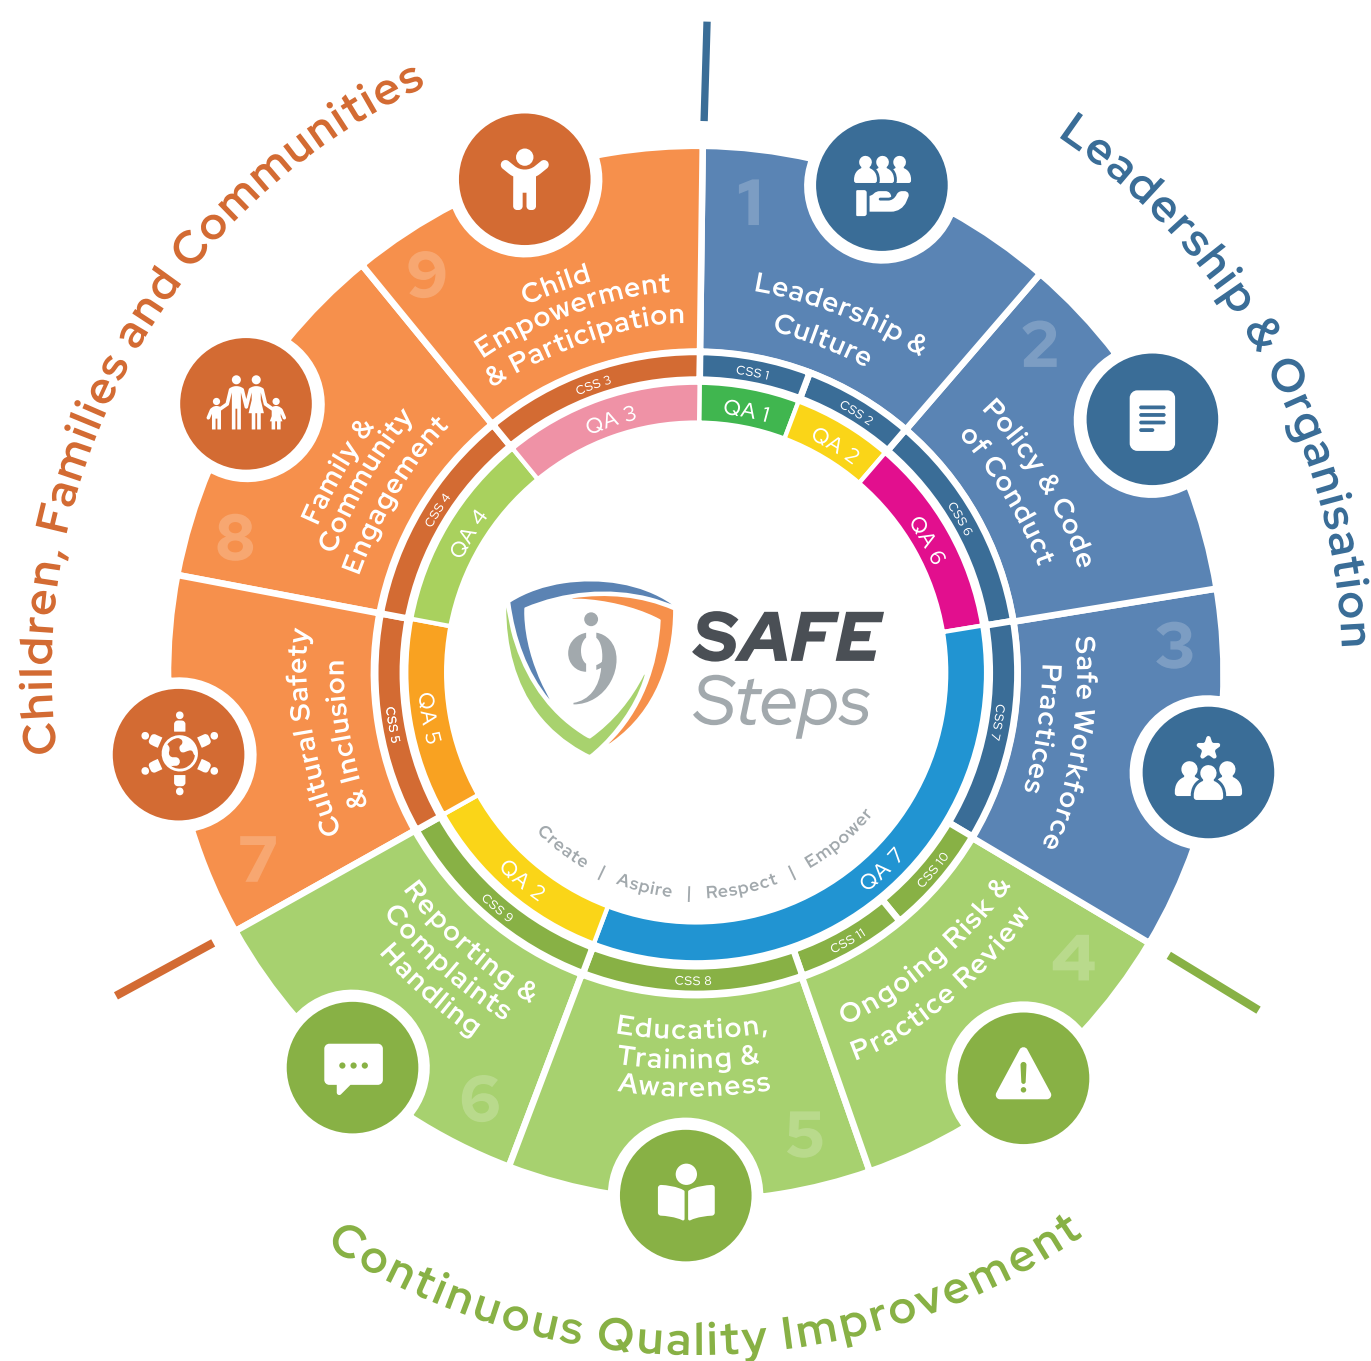 Leadership & Organisation
1
Leadership &
Culture
2
Policy & Code
of Conduct
3
Safe Workforce
Practices
Continuous Quality Improvement
4
Ongoing Risk &
Practice Review
5
Education,
Training &
Awareness
6
Reporting &
Complaints
Handling
Children, Families and Communities
7
Cultural Safety
& Inclusion
8
Family &
Community
Engagement
9
Child
Empowerment
& Participation
CSS 1
CSS 2
CSS 6
CSS 7
CSS 10
CSS 11
CSS 8
CSS 9
CSS 5
CSS 4
CSS 3
QA 1
QA 2
QA 6
QA 7
QA 2
QA 5
QA 4
QA 3
SAFE
Steps
Create | Aspire | Respect | Empower